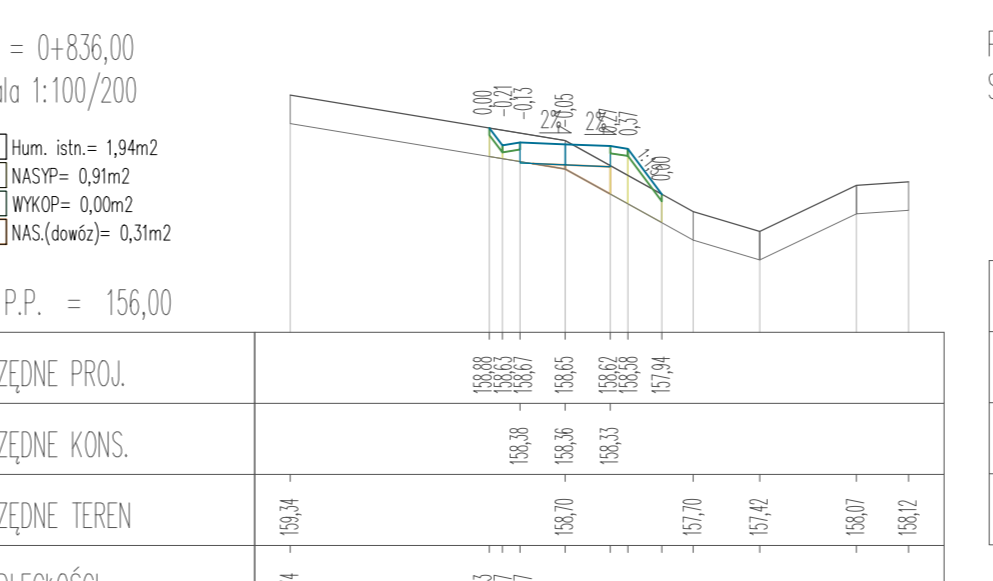 = 0+836,00
ala 1:100/200
Hum. istn.= 1,94m2
NASYP= 0,91m2
WYKOP= 0,00m2
NAS.(dowóz)= 0,31m2
P.P. = 156,00
0,00 -0,21 -0,13 2% -0,05 2% 0,37
0,00
ZĘDNE PROJ. 158,88 158,63 158,67 158,65 158,62 158,58 157,94
ZĘDNE KONS. 158,38 158,36 158,33
ZĘDNE TEREN 159,34 158,70 157,70 157,42 158,07 158,12